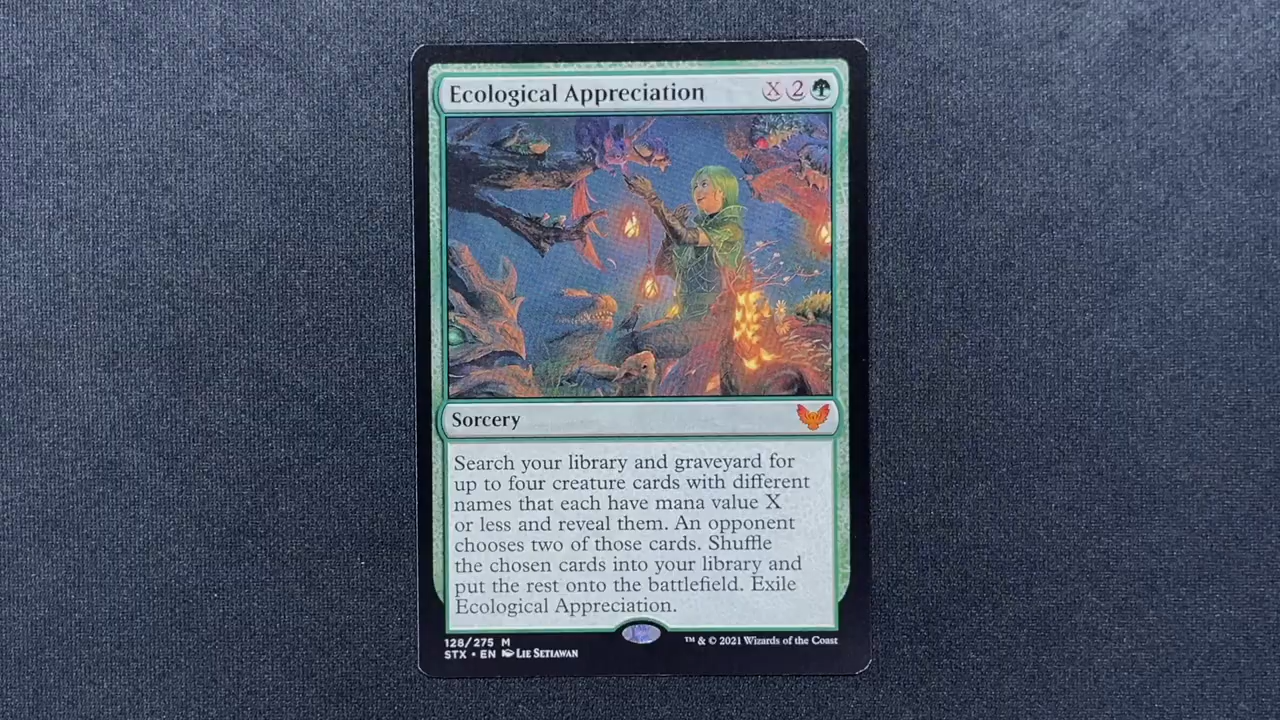 Ecological Appreciation X2
Sorcery
Search your library and graveyard for
up to four creature cards with different
names that each have mana value X
or less and reveal them. An opponent
chooses two of those cards. Shuffle
the chosen cards into your library and
put the rest onto the battlefield. Exile
Ecological Appreciation.
128/275 M
STX • EN LIE SETIAWAN
™ & © 2021 Wizards of the Coast